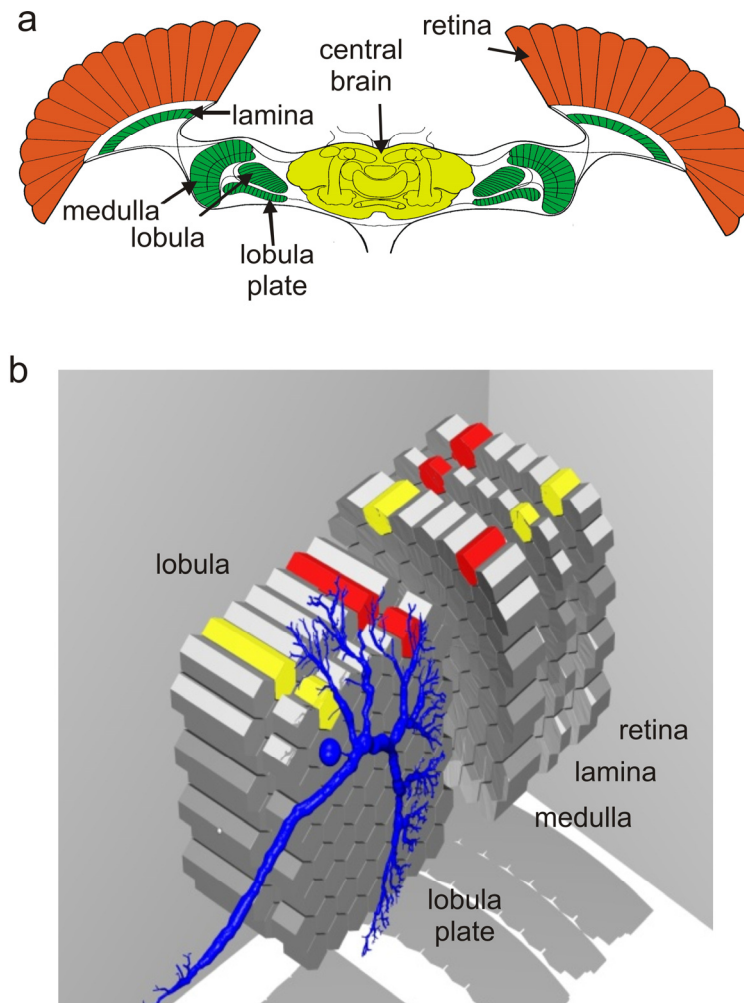 a
central
brain
retina
lamina
medulla
lobula
lobula
plate
b
lobula
retina
lamina
medulla
lobula
plate